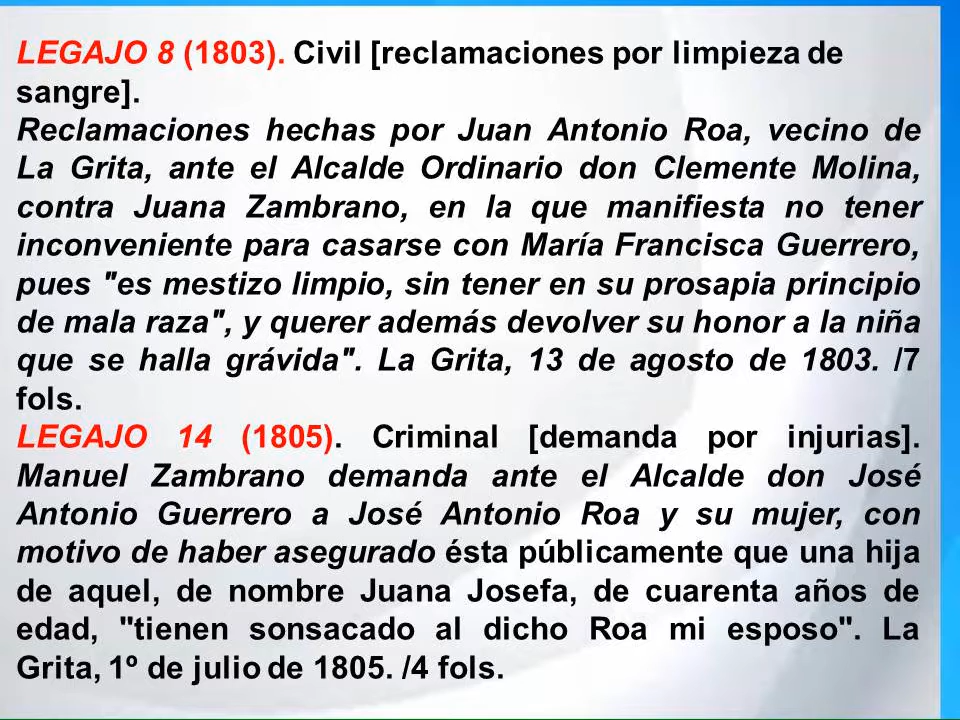 LEGAJO 8 (1803). Civil [reclamaciones por limpieza de
sangre].
Reclamaciones hechas por Juan Antonio Roa, vecino de
La Grita, ante el Alcalde Ordinario don Clemente Molina,
contra Juana Zambrano, en la que manifiesta no tener
inconveniente para casarse con María Francisca Guerrero,
pues "es mestizo limpio, sin tener en su prosapia principio
de mala raza", y querer además devolver su honor a la niña
que se halla grávida". La Grita, 13 de agosto de 1803. /7
fols.
LEGAJO 14 (1805). Criminal [demanda por injurias].
Manuel Zambrano demanda ante el Alcalde don José
Antonio Guerrero a José Antonio Roa y su mujer, con
motivo de haber asegurado ésta públicamente que una hija
de aquel, de nombre Juana Josefa, de cuarenta años de
edad, "tienen sonsacado al dicho Roa mi esposo". La
Grita, 1º de julio de 1805. /4 fols.